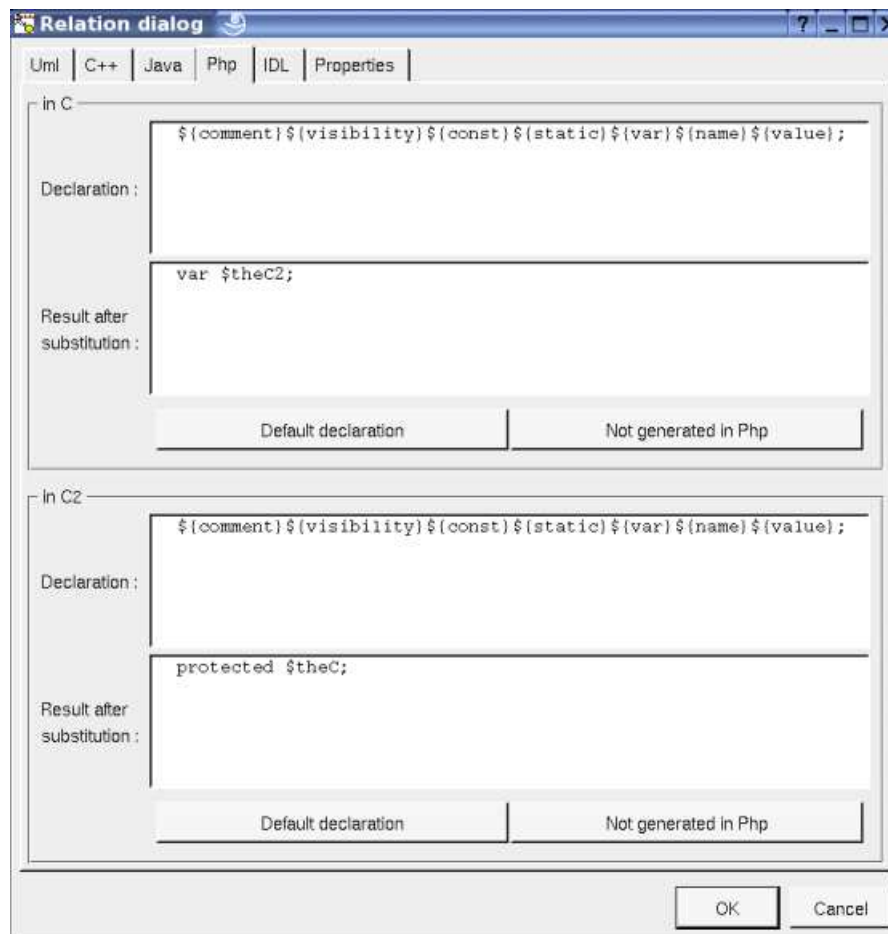 Relation dialog
Uml C++ Java Php IDL Properties
in C
${comment}${visibility}${const}${static}${var}${name}${value};
Declaration :
var $theC2;
Result after
substitution :
Default declaration Not generated in Php
in C2
${comment}${visibility}${const}${static}${var}${name}${value};
Declaration :
protected $theC;
Result after
substitution :
Default declaration Not generated in Php
OK Cancel